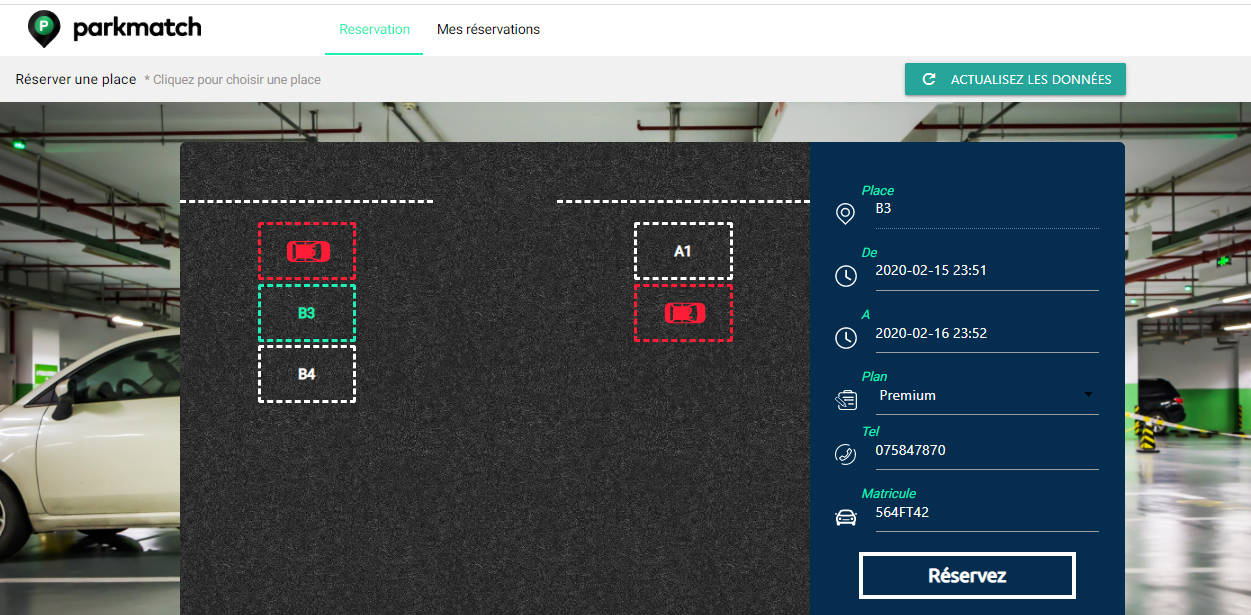 P
parkmatch
Reservation
Mes réservations
Réserver une place
* Cliquez pour choisir une place
ACTUALISEZ LES DONNÉES
A1
B3
B4
Place
B3
De
2020-02-15 23:51
A
2020-02-16 23:52
Plan
Premium
Tel
075847870
Matricule
564FT42
Réservez